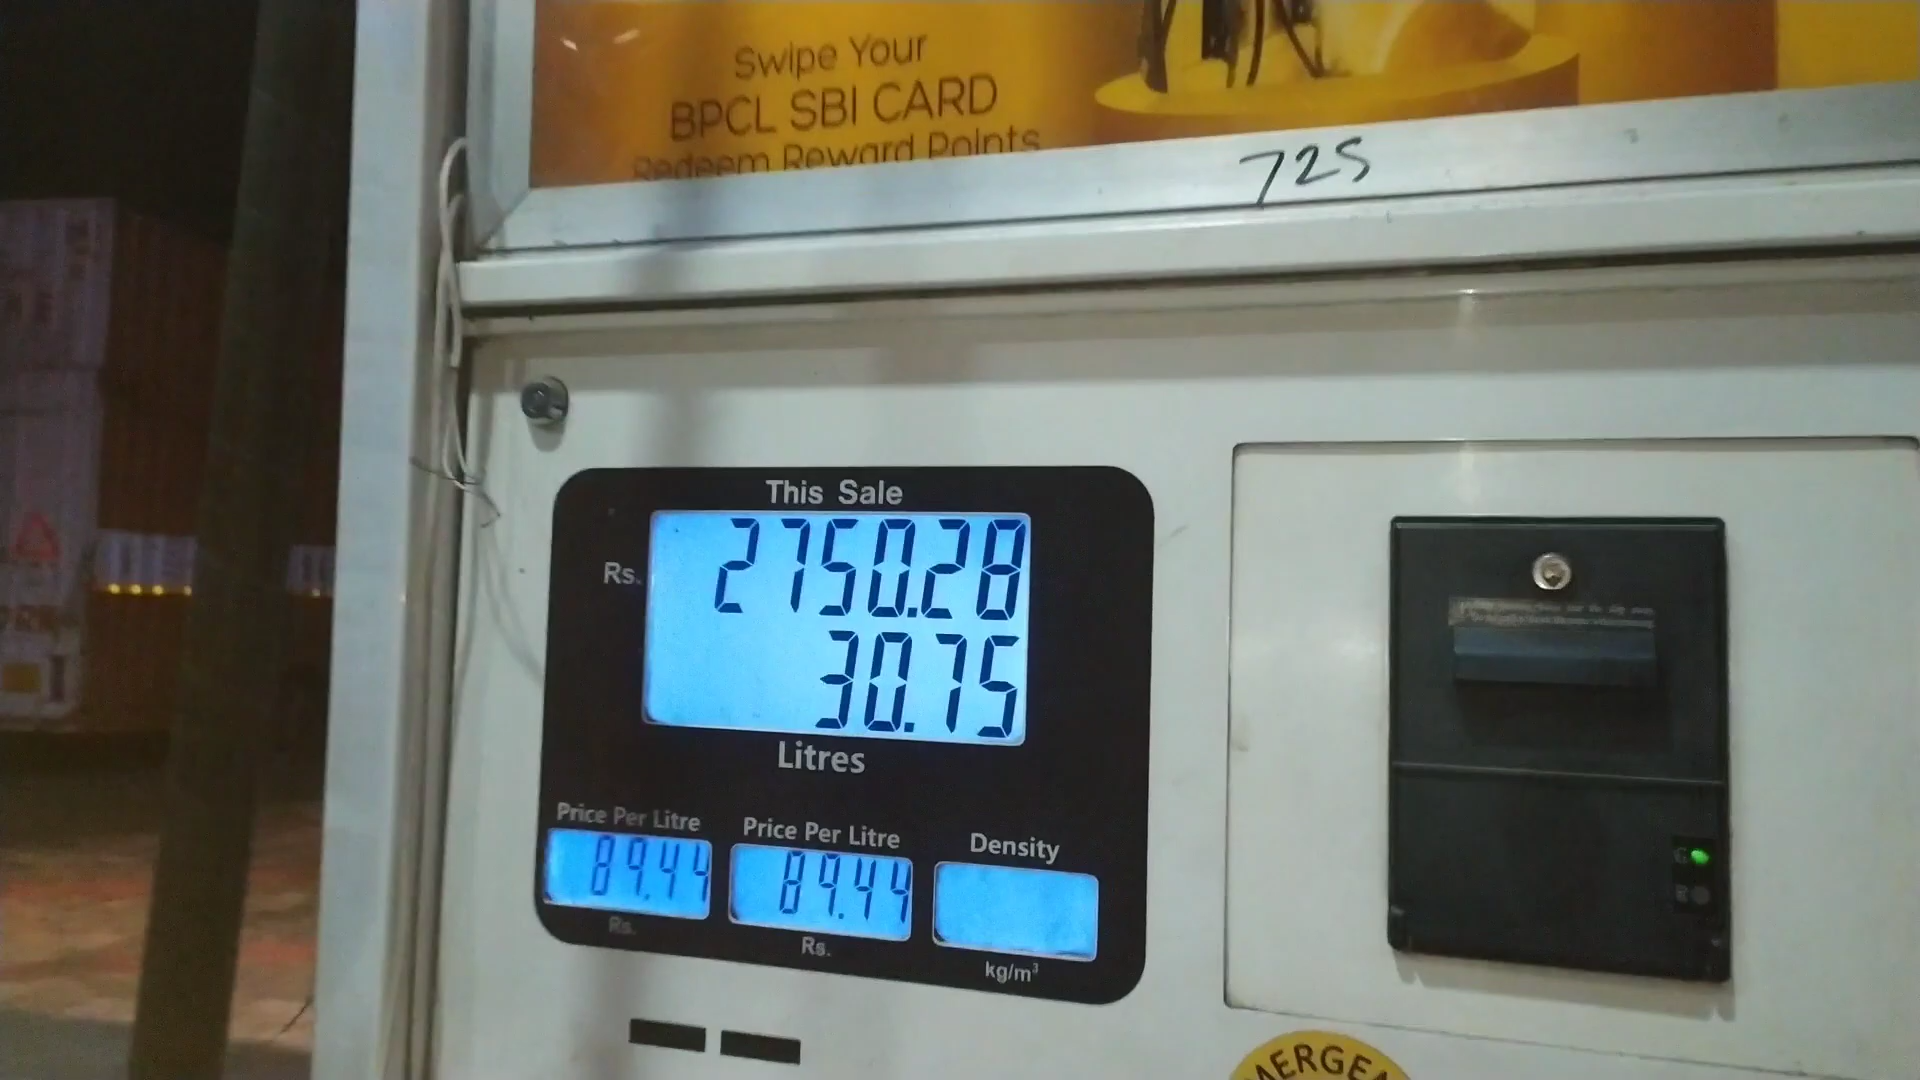 Swipe Your
BPCL SBI CARD
Redeem Reward Points
725
This Sale
Rs. 2750.28
30.75
Litres
Price Per Litre
89.44
Rs.
Price Per Litre
89.44
Rs.
Density
kg/m³